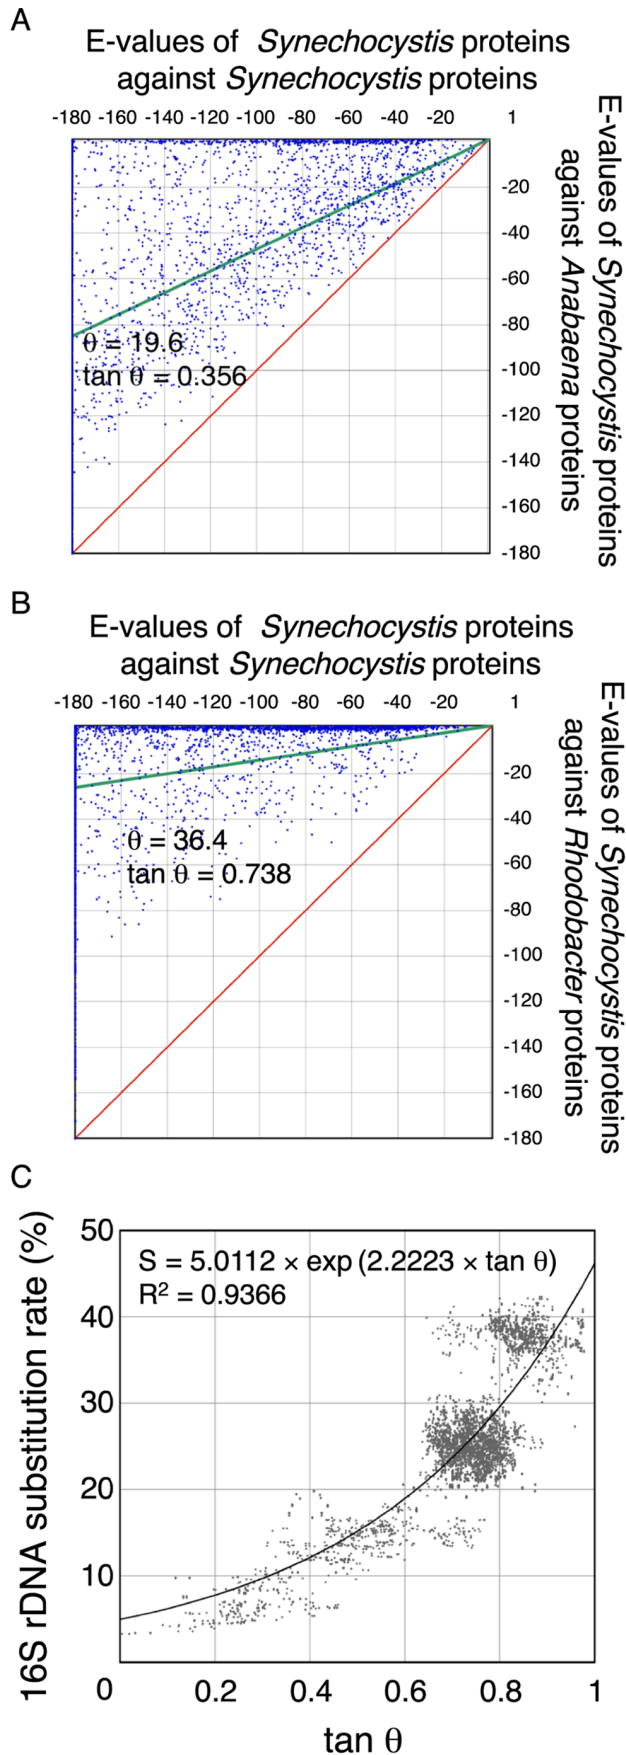 A
E-values of Synechocystis proteins
against Synechocystis proteins
-180 -160 -140 -120 -100 -80 -60 -40 -20 1
-20
-40
-60
-80
-100
-120
-140
-160
-180
E-values of Synechocystis proteins
against Anabaena proteins
θ = 19.6
tan θ = 0.356
B
E-values of Synechocystis proteins
against Synechocystis proteins
-180 -160 -140 -120 -100 -80 -60 -40 -20 1
-20
-40
-60
-80
-100
-120
-140
-160
-180
E-values of Synechocystis proteins
against Rhodobacter proteins
θ = 36.4
tan θ = 0.738
C
16S rDNA substitution rate (%)
50
40
30
20
10
S = 5.0112 × exp (2.2223 × tan θ)
R² = 0.9366
0 0.2 0.4 0.6 0.8 1
tan θ